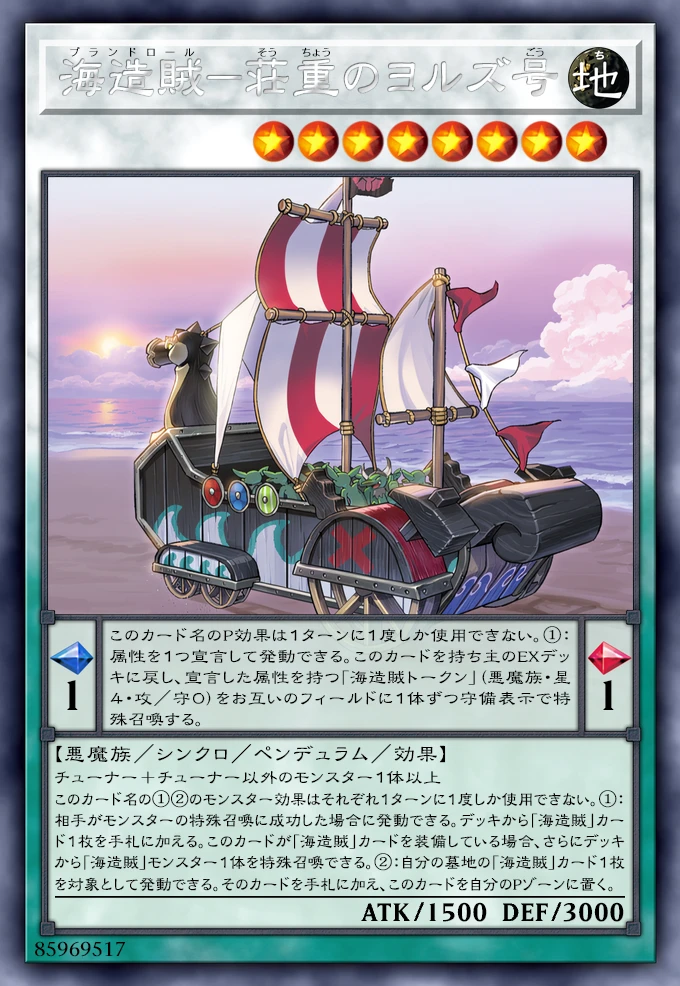 ブランドロール そう ちょう ごう ち
海造賊－荘重のヨルズ号 地
このカード名のP効果は1ターンに1度しか使用できない。①：
属性を1つ宣言して発動できる。このカードを持ち主のEXデッ
キに戻し、宣言した属性を持つ「海造賊トークン」（悪魔族・星
4・攻／守０）をお互いのフィールドに1体ずつ守備表示で特
殊召喚する。
1 1
【悪魔族／シンクロ／ペンデュラム／効果】
チューナー＋チューナー以外のモンスター1体以上
このカード名の①②のモンスター効果はそれぞれ1ターンに1度しか使用できない。①：
相手がモンスターの特殊召喚に成功した場合に発動できる。デッキから「海造賊」カー
ド1枚を手札に加える。このカードが「海造賊」カードを装備している場合、さらにデッキ
から「海造賊」モンスター1体を特殊召喚できる。②：自分の墓地の「海造賊」カード1枚
を対象として発動できる。そのカードを手札に加え、このカードを自分のPゾーンに置く。
ATK/1500 DEF/3000
85969517